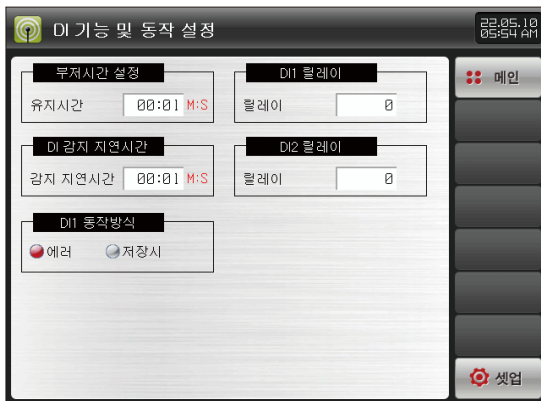 DI 기능 및 동작 설정
22.05.10
05:54 AM
부저시간 설정
유지시간 00:01 M:S
DI1 릴레이
릴레이 0
메인
DI 감지 지연시간
감지 지연시간 00:01 M:S
DI2 릴레이
릴레이 0
DI1 동작방식
에러 저장시
셋업